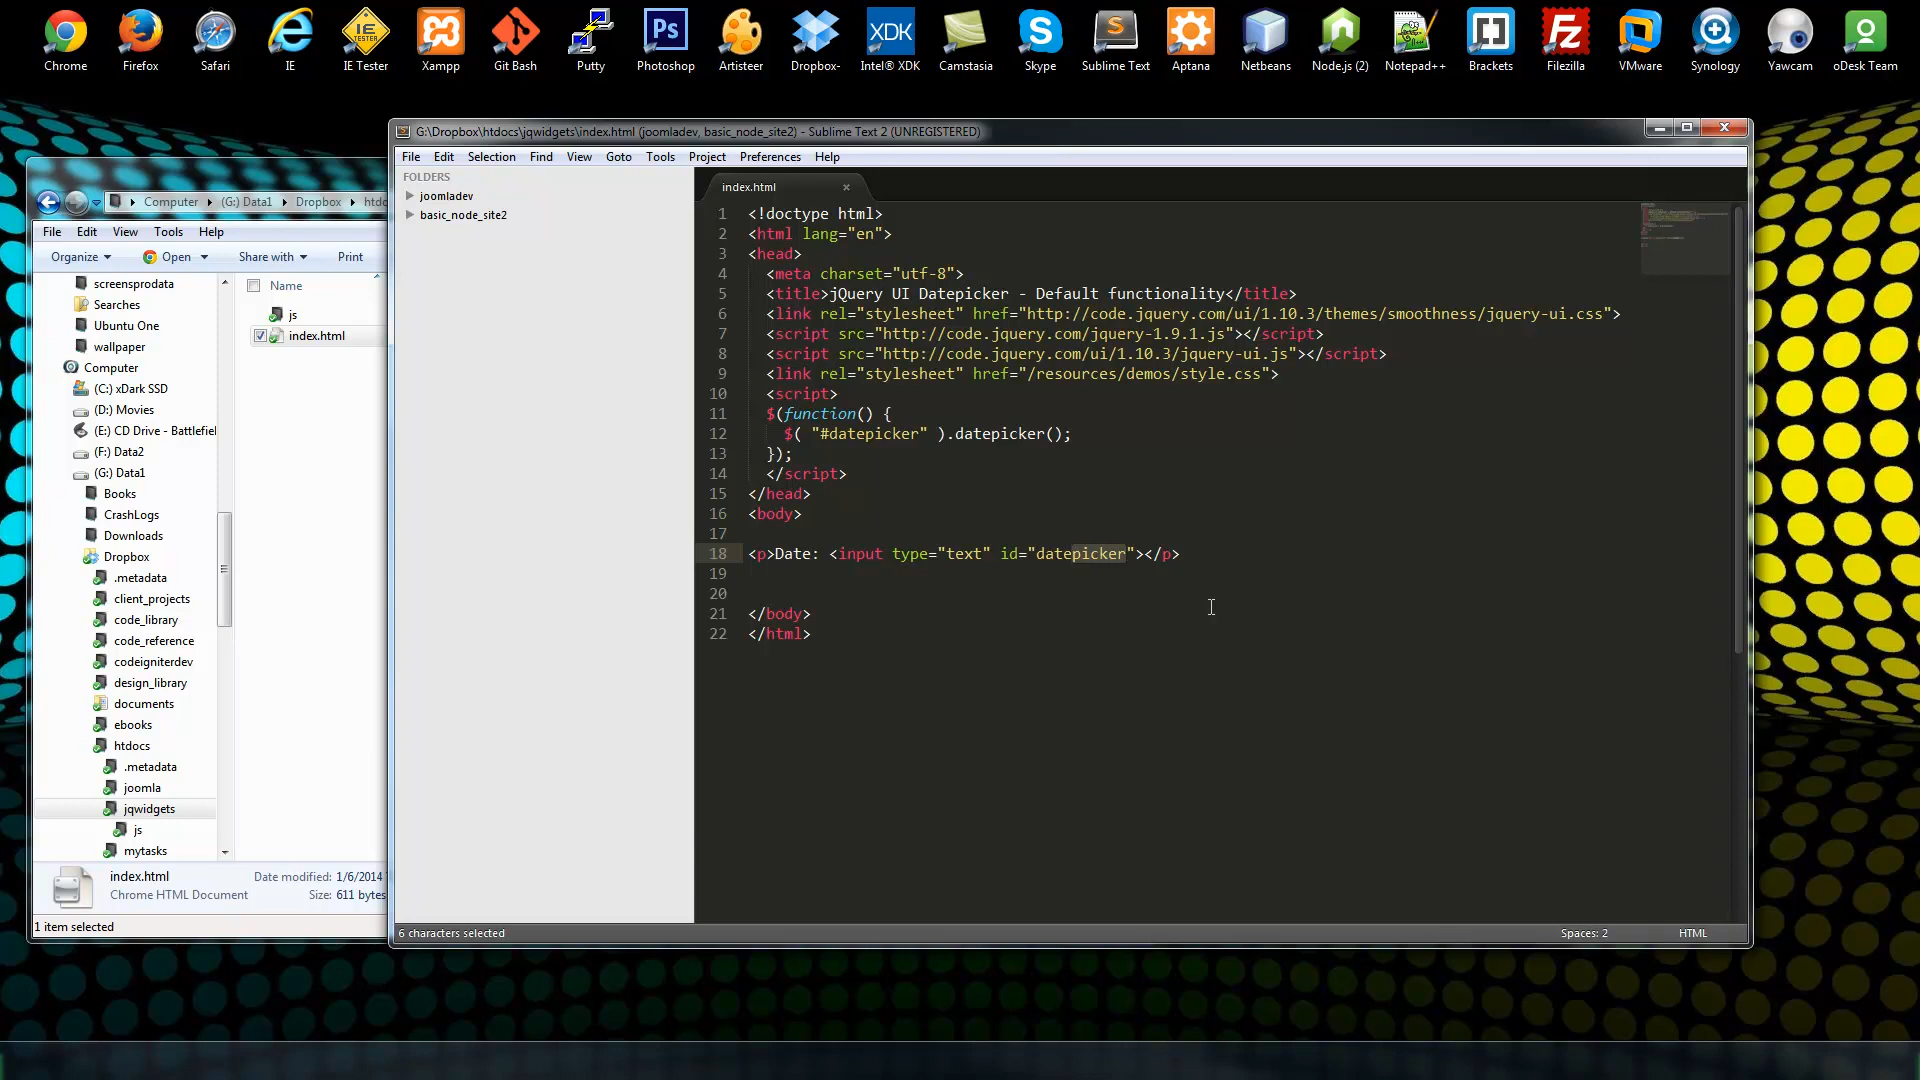 Chrome
Firefox
Safari
IE
IE Tester
Xampp
Git Bash
Putty
Photoshop
Artisteer
Dropbox-
Intel® XDK
Camstasia
Skype
Sublime Text
Aptana
Netbeans
Node.js (2)
Notepad++
Brackets
Filezilla
VMware
Synology
Yawcam
oDesk Team
G:\Dropbox\htdocs\jqwidgets\index.html (joomladev, basic_node_site2) - Sublime Text 2 (UNREGISTERED)
File Edit Selection Find View Goto Tools Project Preferences Help
FOLDERS
joomladev
basic_node_site2
index.html
1 <!doctype html>
2 <html lang="en">
3 <head>
4 <meta charset="utf-8">
5 <title>jQuery UI Datepicker - Default functionality</title>
6 <link rel="stylesheet" href="http://code.jquery.com/ui/1.10.3/themes/smoothness/jquery-ui.css">
7 <script src="http://code.jquery.com/jquery-1.9.1.js"></script>
8 <script src="http://code.jquery.com/ui/1.10.3/jquery-ui.js"></script>
9 <link rel="stylesheet" href="/resources/demos/style.css">
10 <script>
11 $(function() {
12 $( "#datepicker" ).datepicker();
13 });
14 </script>
15 </head>
16 <body>
17
18 <p>Date: <input type="text" id="datepicker"></p>
19
20
21 </body>
22 </html>
6 characters selected
Spaces: 2
HTML
Computer (G:) Data1 Dropbox htdo
File Edit View Tools Help
Organize Open Share with Print
screensprodata
Searches
Ubuntu One
wallpaper
Computer
(C:) xDark SSD
(D:) Movies
(E:) CD Drive - Battlefiel
(F:) Data2
(G:) Data1
Books
CrashLogs
Downloads
Dropbox
.metadata
client_projects
code_library
code_reference
codeigniterdev
design_library
documents
ebooks
htdocs
.metadata
joomla
jqwidgets
js
mytasks
Name
js
index.html
index.html Date modified: 1/6/2014
Chrome HTML Document Size: 611 bytes
1 item selected